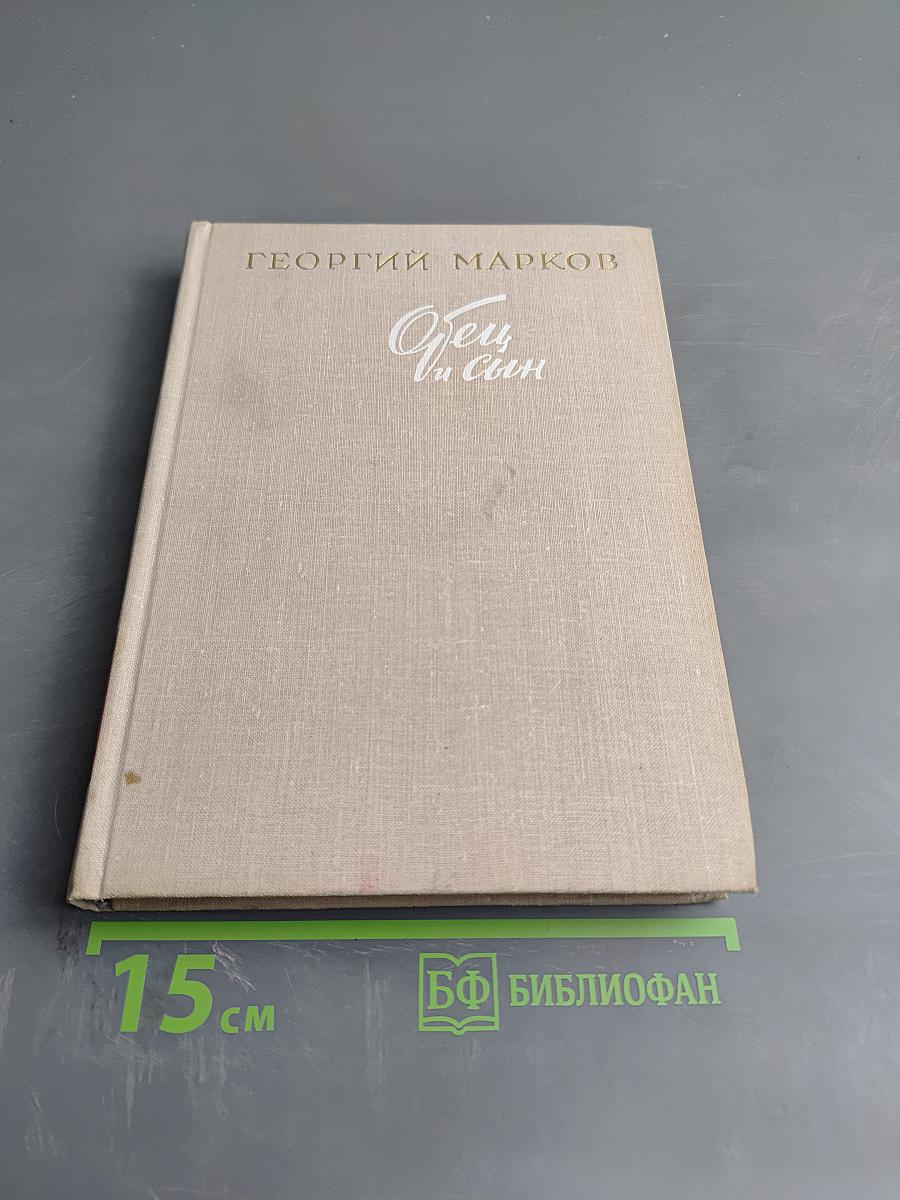 ГЕОРГИЙ МАРКОВ
Отец
и сын
15 см
БФ БИБЛИОФАН